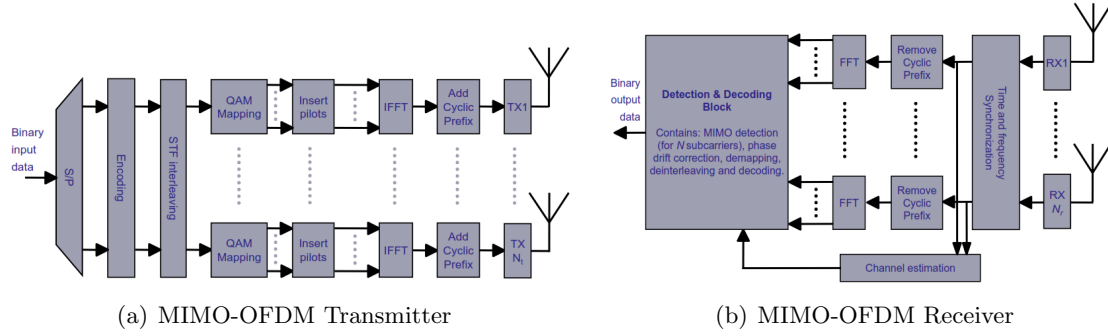 Binary
input
data
S/P
Encoding
STF interleaving
QAM
Mapping
Insert
pilots
IFFT
Add
Cyclic
Prefix
TX1
QAM
Mapping
Insert
pilots
IFFT
Add
Cyclic
Prefix
TX
Nt
(a) MIMO-OFDM Transmitter
Binary
output
data
Detection & Decoding
Block
Contains: MIMO detection
(for N subcarriers), phase
drift correction, demapping,
deinterleaving and decoding.
FFT
Remove
Cyclic
Prefix
Time and frequency
Synchronization
RX1
FFT
Remove
Cyclic
Prefix
RX
Nr
Channel estimation
(b) MIMO-OFDM Receiver